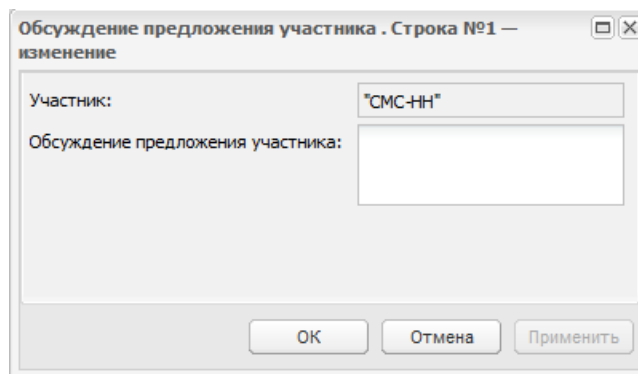 Обсуждение предложения участника . Строка №1 —
изменение
Участник: "СМС-НН"
Обсуждение предложения участника:
ОК Отмена Применить